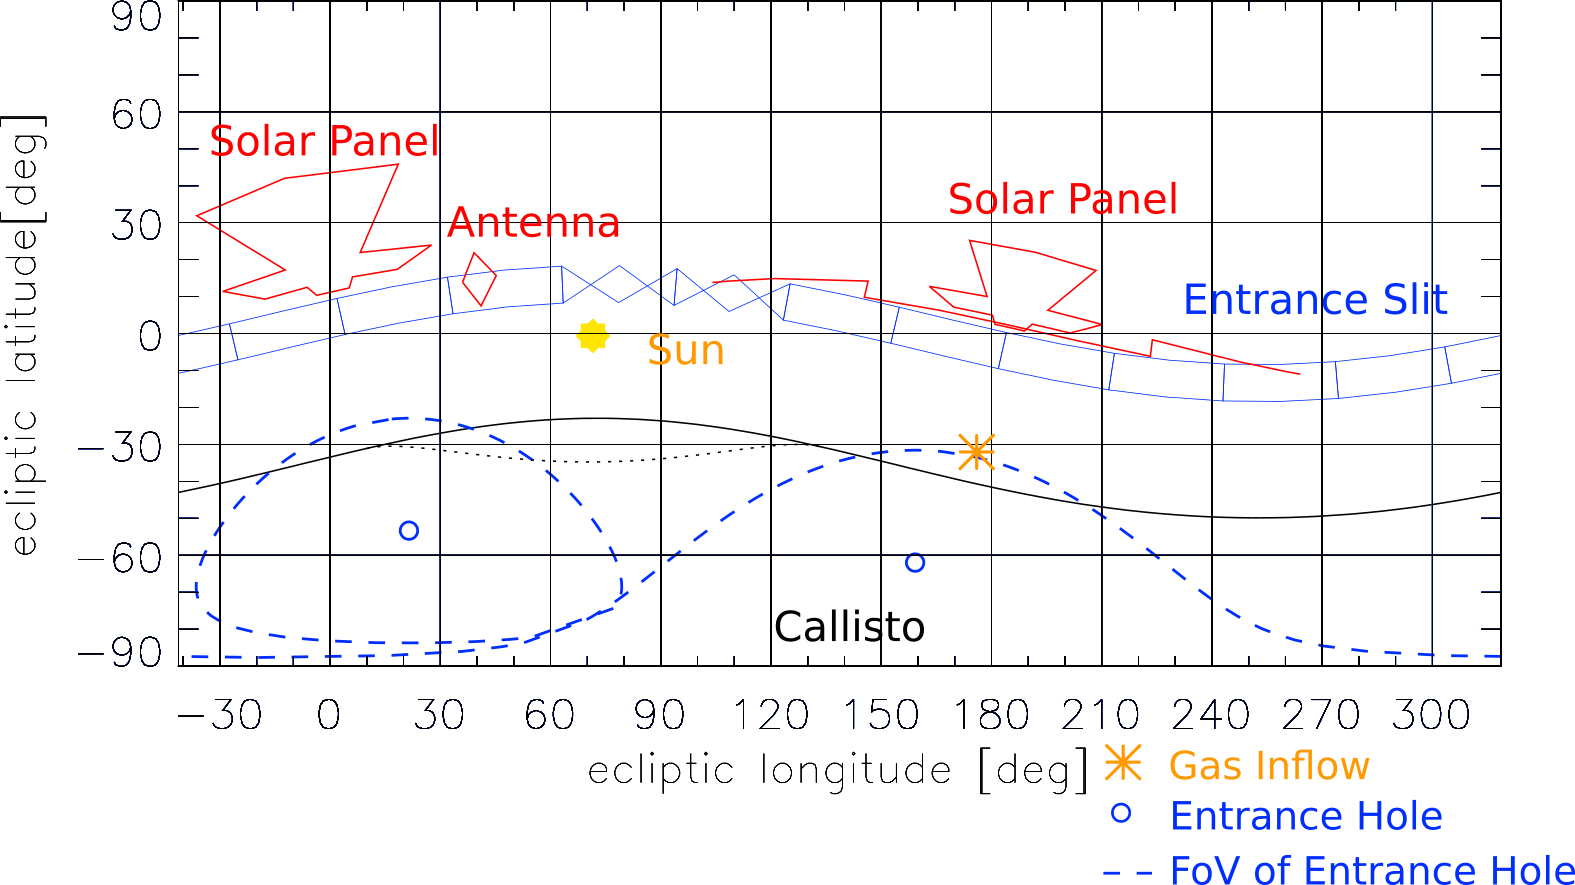 90
60
30
0
−30
−60
−90
ecliptic latitude[deg]
Solar Panel
Antenna
Solar Panel
Entrance Slit
Sun
Callisto
−30 0 30 60 90 120 150 180 210 240 270 300
ecliptic longitude [deg]
Gas Inflow
Entrance Hole
FoV of Entrance Hole